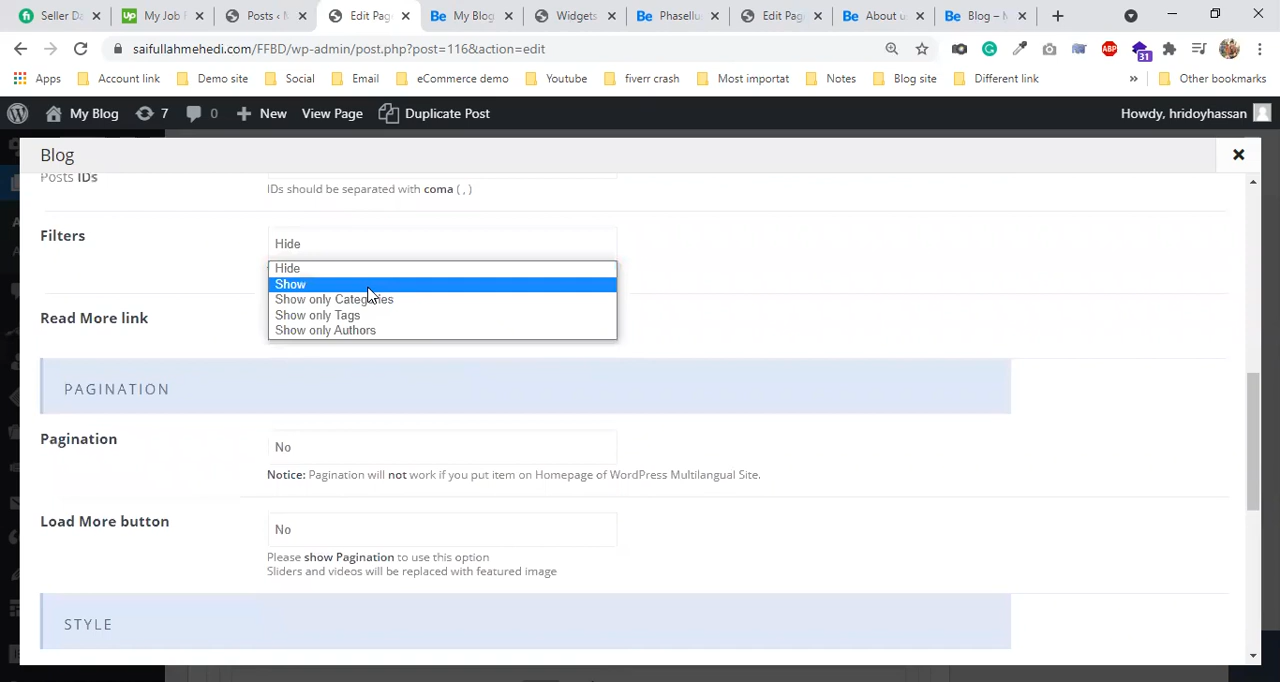 Seller Da
My Job F
Posts ‹ M
Edit Pag
My Blog
Widgets
Phasellu
Edit Pag
About u
Blog – N
saifullahmehedi.com/FFBD/wp-admin/post.php?post=116&action=edit
ABP
31
Apps
Account link
Demo site
Social
Email
eCommerce demo
Youtube
fiverr crash
Most importat
Notes
Blog site
Different link
»
Other bookmarks
My Blog
7
0
New
View Page
Duplicate Post
Howdy, hridoyhassan
Blog
Posts IDs
IDs should be separated with coma ( , )
Filters
Hide
Hide
Show
Show only Categories
Show only Tags
Show only Authors
Read More link
PAGINATION
Pagination
No
Notice: Pagination will not work if you put item on Homepage of WordPress Multilangual Site.
Load More button
No
Please show Pagination to use this option
Sliders and videos will be replaced with featured image
STYLE